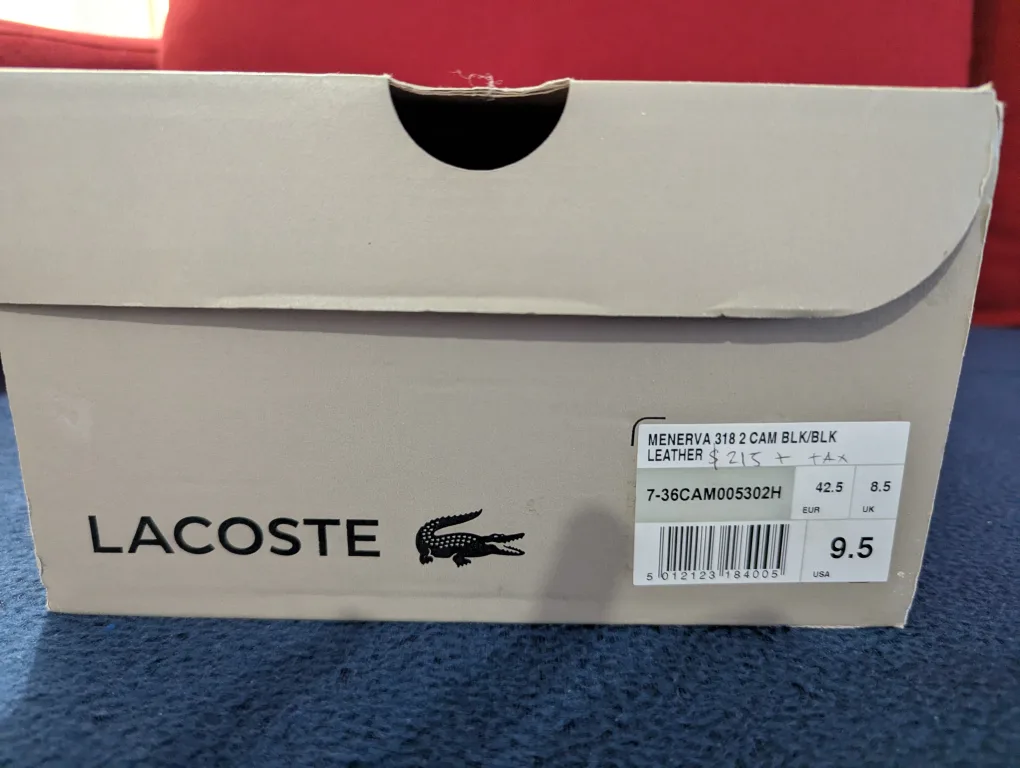 LACOSTE
MENERVA 318 2 CAM BLK/BLK
LEATHER $215 + TAX
7-36CAM005302H
42.5
EUR
8.5
UK
5 012123 184005
9.5
USA